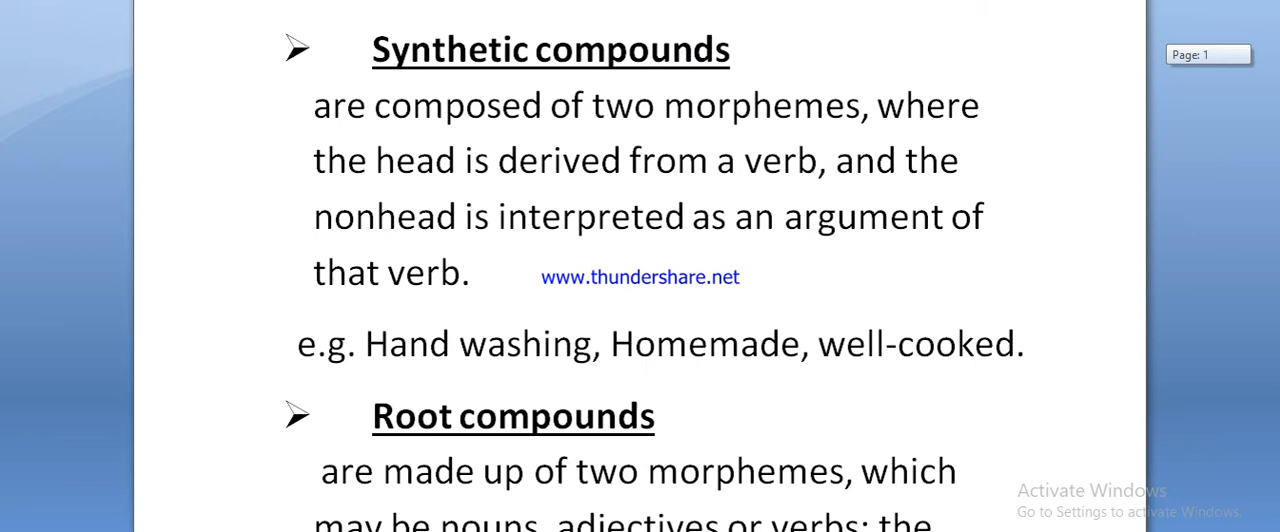 Synthetic compounds
Page: 1
are composed of two morphemes, where
the head is derived from a verb, and the
nonhead is interpreted as an argument of
that verb.
www.thundershare.net
e.g. Hand washing, Homemade, well-cooked.
Root compounds
are made up of two morphemes, which
may be nouns, adjectives or verbs; the
Activate Windows
Go to Settings to activate Windows.